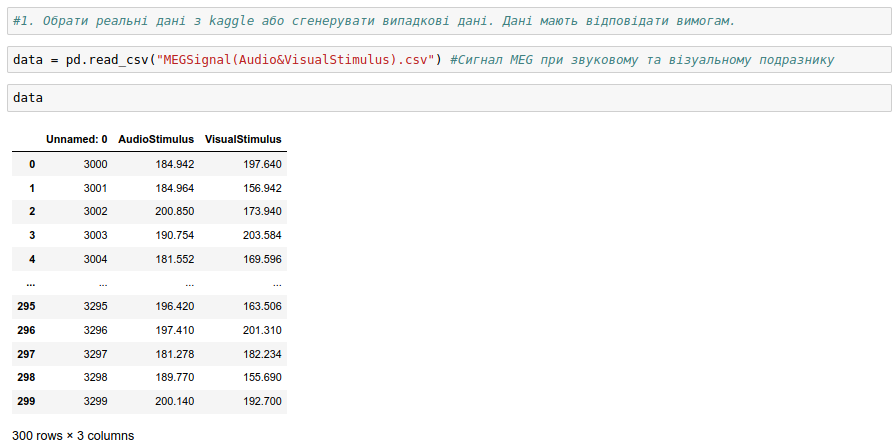 #1. Обрати реальні дані з kaggle або сгенерувати випадкові дані. Дані мають відповідати вимогам.
data = pd.read_csv("MEGSignal(Audio&VisualStimulus).csv") #Сигнал MEG при звуковому та візуальному подразнику
data
Unnamed: 0 AudioStimulus VisualStimulus
0 3000 184.942 197.640
1 3001 184.964 156.942
2 3002 200.850 173.940
3 3003 190.754 203.584
4 3004 181.552 169.596
... ... ... ...
295 3295 196.420 163.506
296 3296 197.410 201.310
297 3297 181.278 182.234
298 3298 189.770 155.690
299 3299 200.140 192.700
300 rows × 3 columns